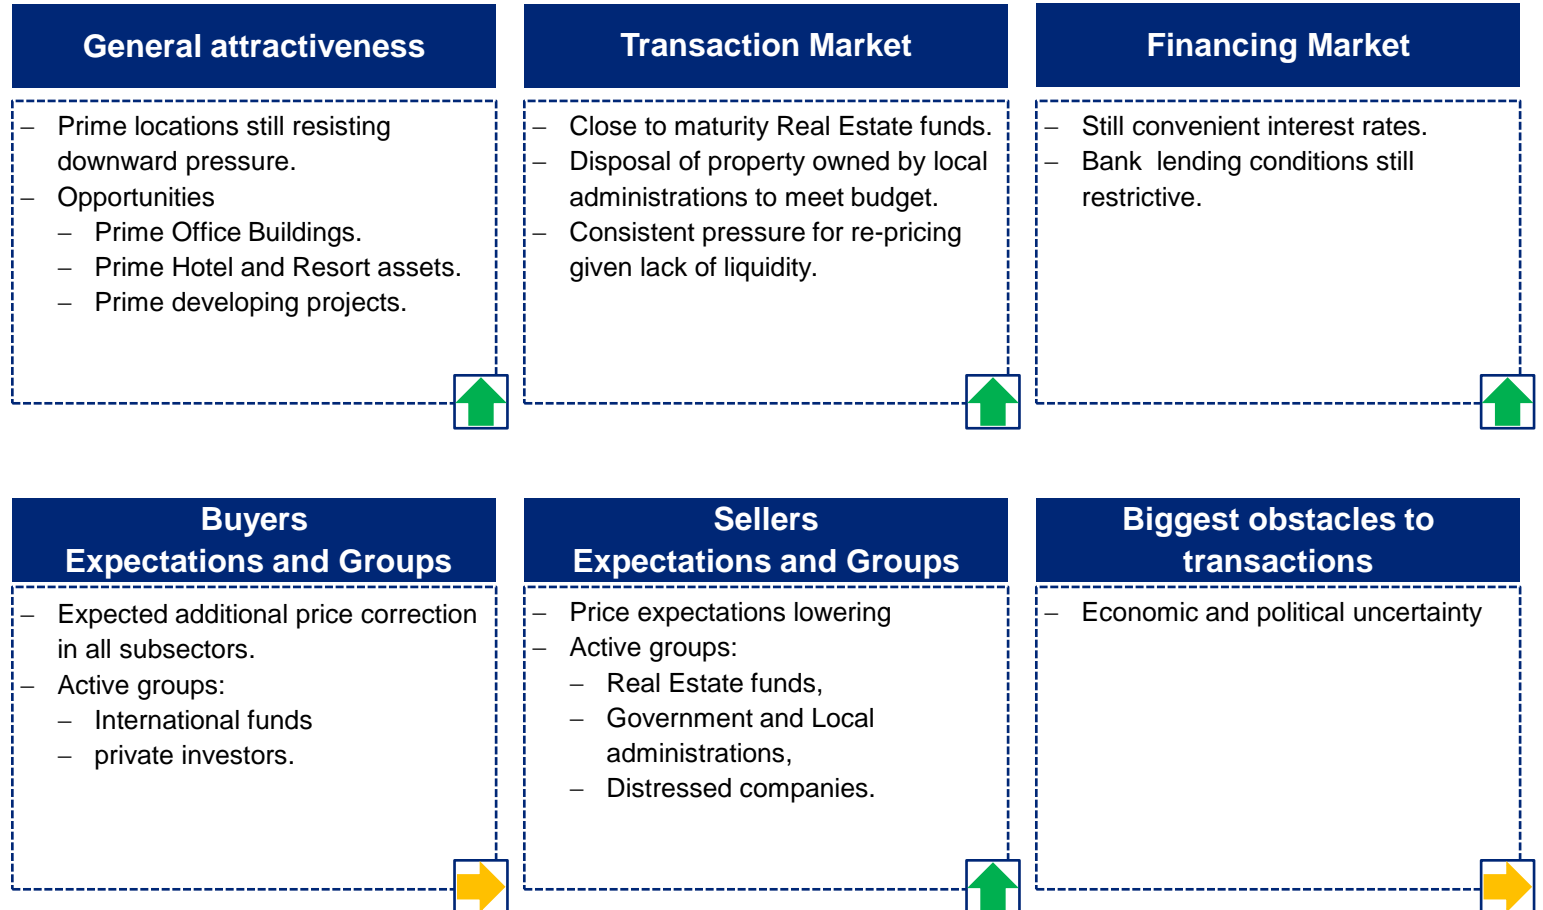 General attractiveness
– Prime locations still resisting
downward pressure.
– Opportunities
– Prime Office Buildings.
– Prime Hotel and Resort assets.
– Prime developing projects.
Transaction Market
– Close to maturity Real Estate funds.
– Disposal of property owned by local
administrations to meet budget.
– Consistent pressure for re-pricing
given lack of liquidity.
Financing Market
– Still convenient interest rates.
– Bank lending conditions still
restrictive.
Buyers
Expectations and Groups
– Expected additional price correction
in all subsectors.
– Active groups:
– International funds
– private investors.
Sellers
Expectations and Groups
– Price expectations lowering
– Active groups:
– Real Estate funds,
– Government and Local
administrations,
– Distressed companies.
Biggest obstacles to
transactions
– Economic and political uncertainty